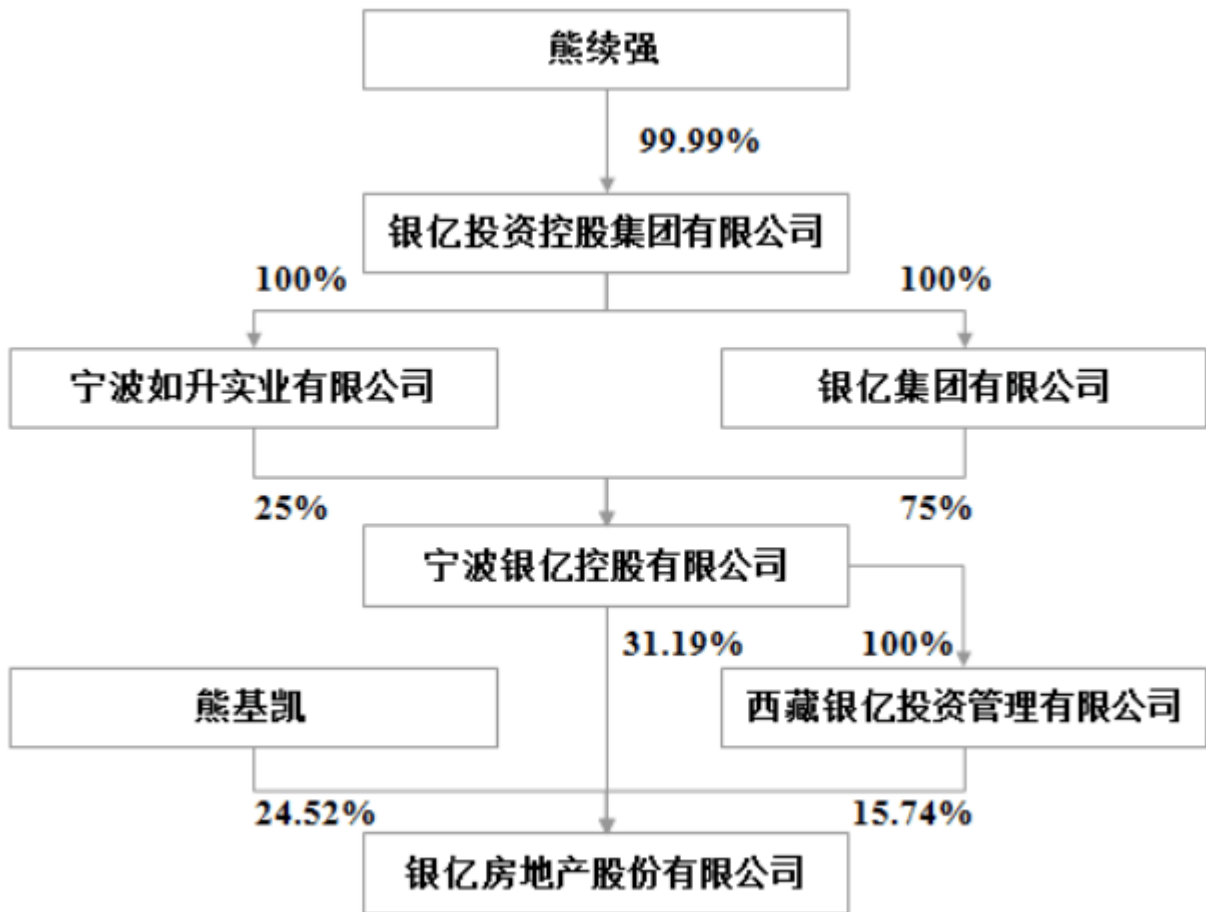 熊续强
99.99%
银亿投资控股集团有限公司
100%
100%
宁波如升实业有限公司
银亿集团有限公司
25%
75%
宁波银亿控股有限公司
31.19%
100%
熊基凯
西藏银亿投资管理有限公司
24.52%
15.74%
银亿房地产股份有限公司